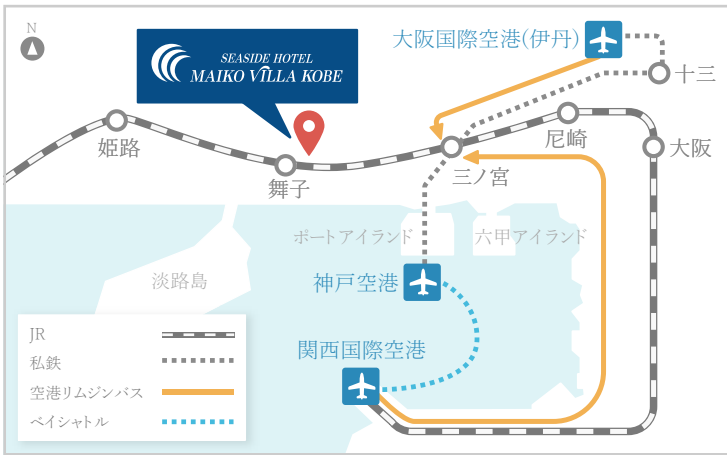 N
SEASIDE HOTEL
MAIKO VILLA KOBE
大阪国際空港(伊丹)
十三
姫路
舞子
三ノ宮
尼崎
大阪
ポートアイランド
六甲アイランド
淡路島
神戸空港
関西国際空港
JR
私鉄
空港リムジンバス
ベイシャトル